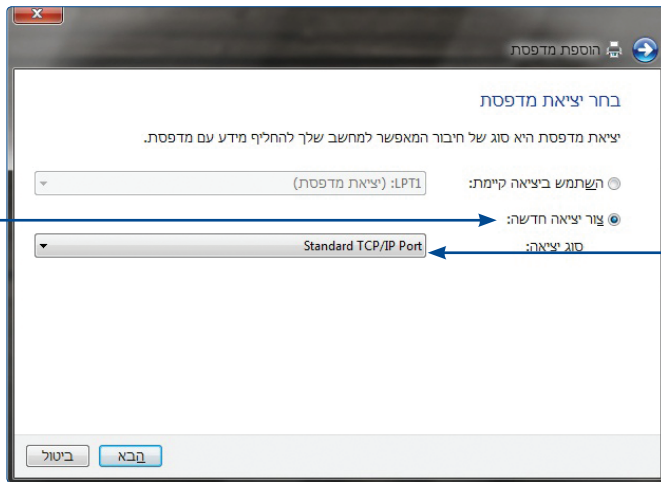 הוספת מדפסת
בחר יציאת מדפסת
יציאת מדפסת היא סוג של חיבור המאפשר למחשב שלך להחליף מידע עם מדפסת.
השתמש ביציאה קיימת: LPT1: (יציאת מדפסת)
צור יציאה חדשה:
סוג יציאה: Standard TCP/IP Port
הבא ביטול